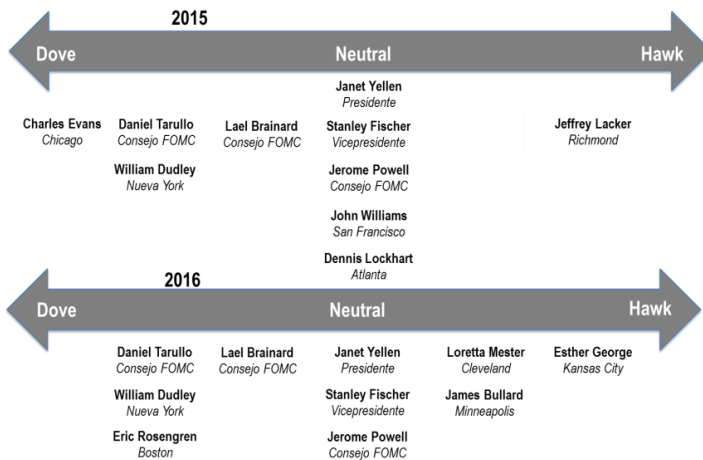 2015
Dove Neutral Hawk
Janet Yellen
Presidente
Charles Evans Daniel Tarullo Lael Brainard Stanley Fischer Jeffrey Lacker
Chicago Consejo FOMC Consejo FOMC Vicepresidente Richmond
William Dudley Jerome Powell
Nueva York Consejo FOMC
John Williams
San Francisco
Dennis Lockhart
Atlanta
2016
Dove Neutral Hawk
Daniel Tarullo Lael Brainard Janet Yellen Loretta Mester Esther George
Consejo FOMC Consejo FOMC Presidente Cleveland Kansas City
William Dudley Stanley Fischer James Bullard
Nueva York Vicepresidente Minneapolis
Eric Rosengren Jerome Powell
Boston Consejo FOMC